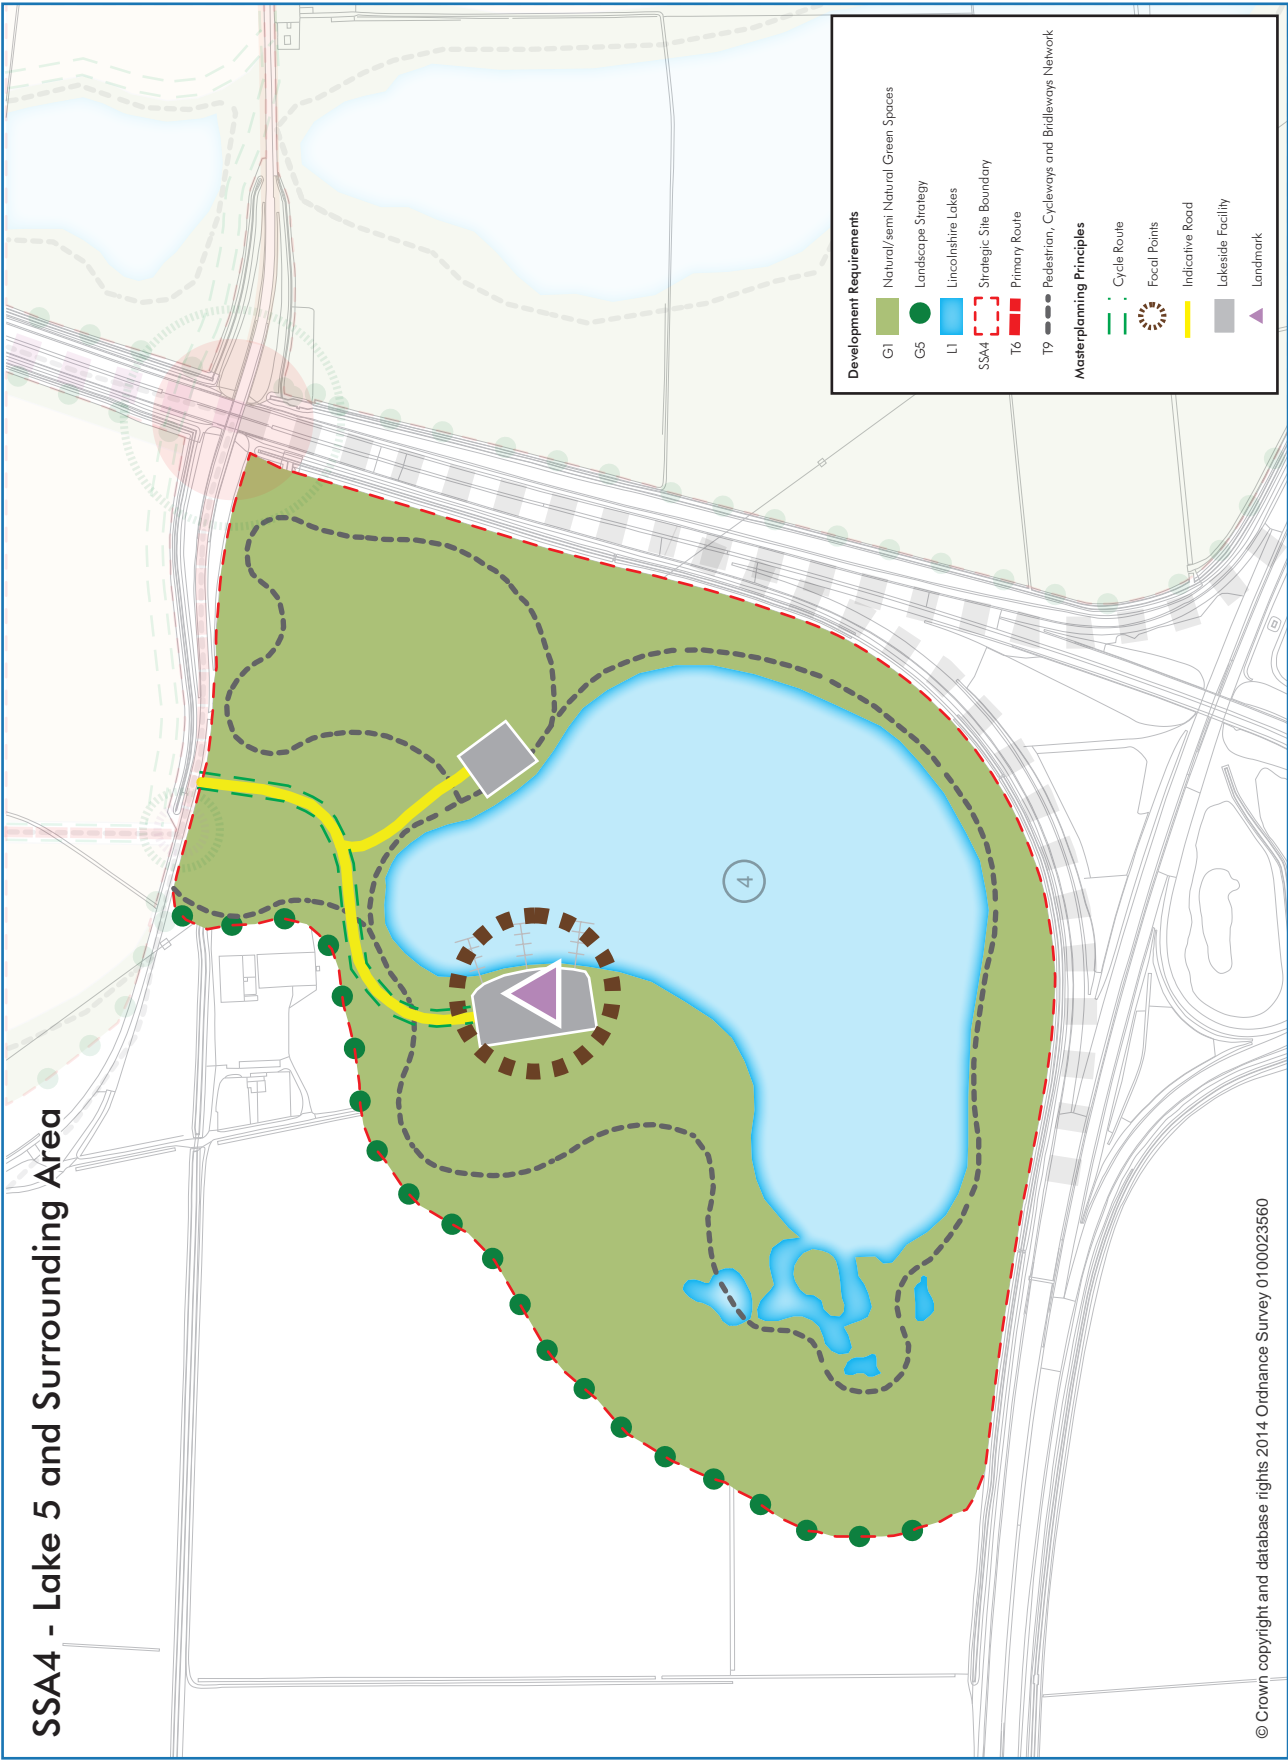 SSA4 - Lake 5 and Surrounding Area
4
Development Requirements
G1 Natural/semi Natural Green Spaces
G5 Landscape Strategy
L1 Lincolnshire Lakes
SSA4 Strategic Site Boundary
T6 Primary Route
T9 Pedestrian, Cycleways and Bridleways Network
Masterplanning Principles
Cycle Route
Focal Points
Indicative Road
Lakeside Facility
Landmark
© Crown copyright and database rights 2014 Ordnance Survey 0100023560